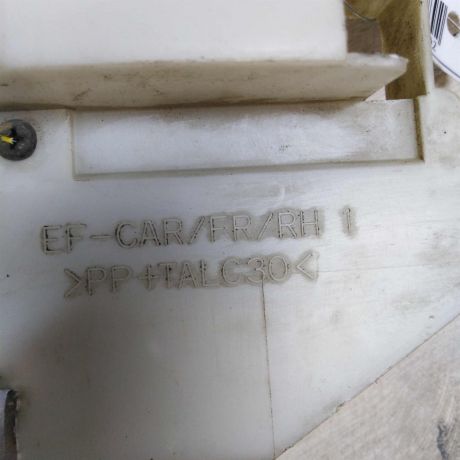 EF-CAR/FR/RH 1
>PP+TALC30<